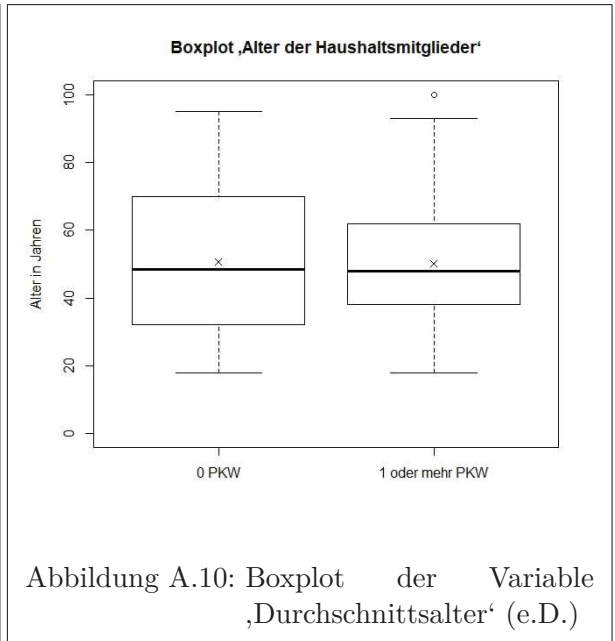 Boxplot ‚Alter der Haushaltsmitglieder‘
Alter in Jahren
100
80
60
40
20
0
0 PKW
1 oder mehr PKW
Abbildung A.10: Boxplot der Variable
‚Durchschnittsalter‘ (e.D.)